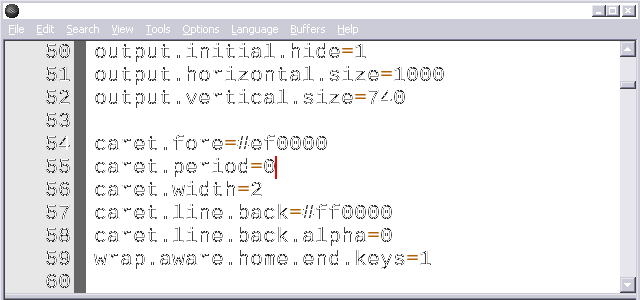 File Edit Search View Tools Options Language Buffers Help
50 output.initial.hide=1
51 output.horizontal.size=1000
52 output.vertical.size=740
53
54 caret.fore=#ef0000
55 caret.period=0
56 caret.width=2
57 caret.line.back=#ff0000
58 caret.line.back.alpha=0
59 wrap.aware.home.end.keys=1
60